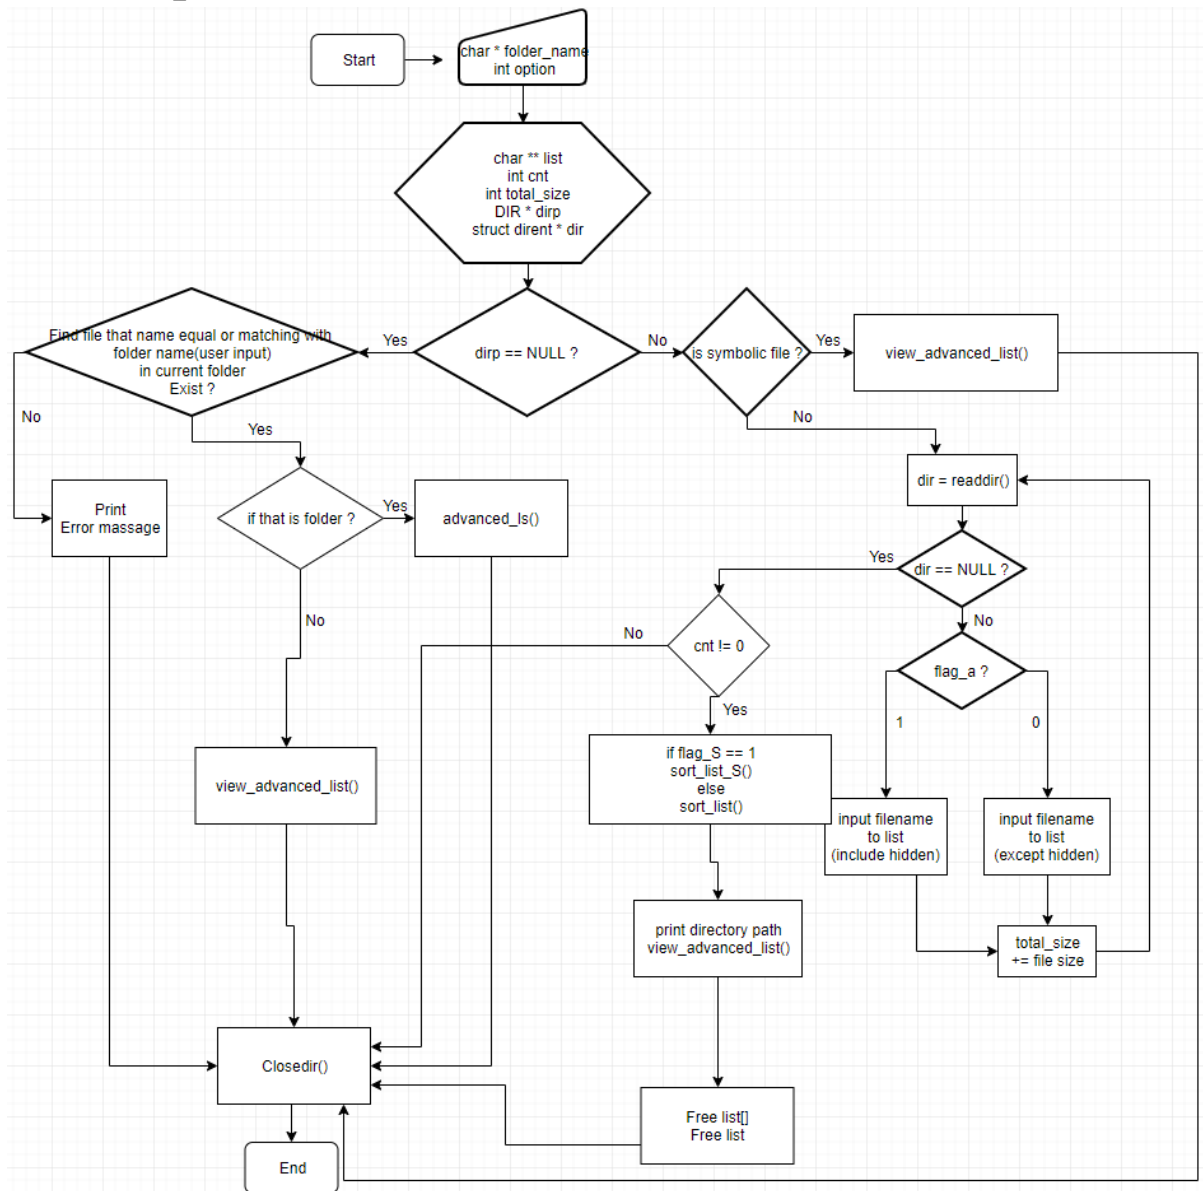 Start
char * folder_name
int option
char ** list
int cnt
int total_size
DIR * dirp
struct dirent * dir
Find file that name equal or matching with
folder name(user input)
in current folder
Exist ?
Yes
dirp == NULL ?
No
is symbolic file ?
Yes
view_advanced_list()
No
Yes
No
Print
Error massage
if that is folder ?
Yes
advanced_ls()
dir = readdir()
Yes
dir == NULL ?
No
No
No
cnt != 0
flag_a ?
Yes
1
0
view_advanced_list()
if flag_S == 1
sort_list_S()
else
sort_list()
input filename
to list
(include hidden)
input filename
to list
(except hidden)
print directory path
view_advanced_list()
total_size
+= file size
Closedir()
Free list[]
Free list
End